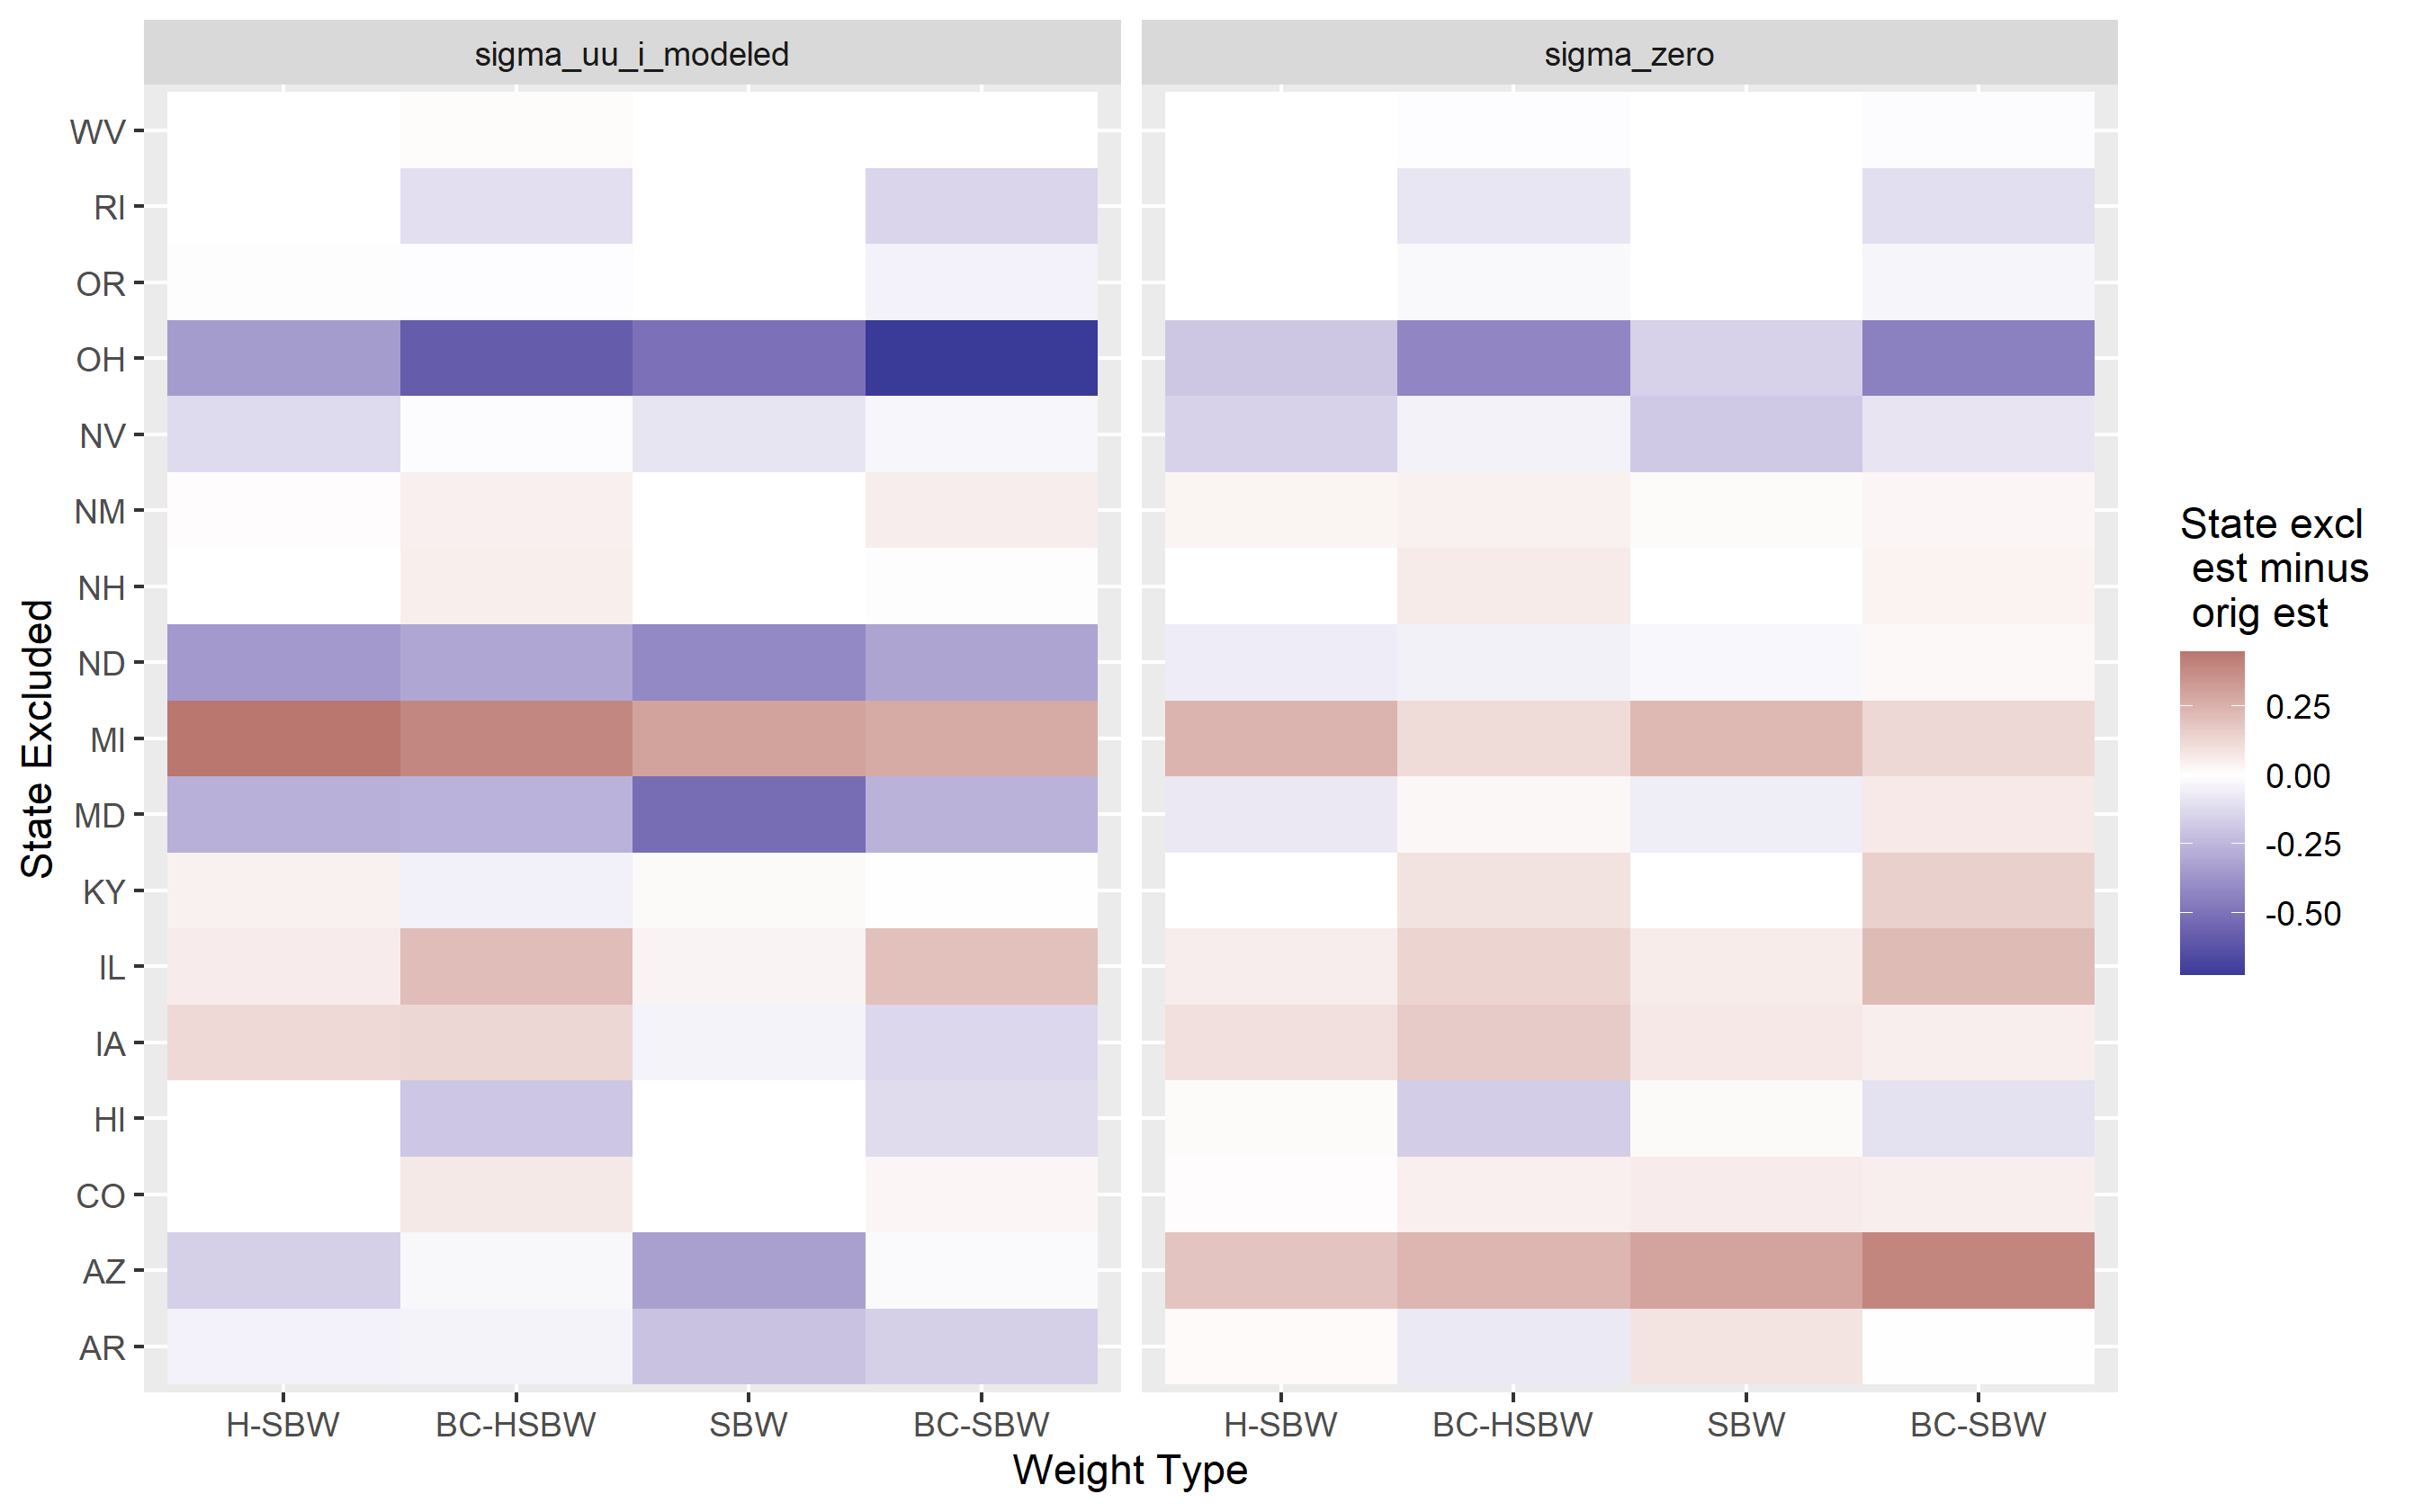 sigma_uu_i_modeled
sigma_zero
State Excluded
WV
RI
OR
OH
NV
NM
NH
ND
MI
MD
KY
IL
IA
HI
CO
AZ
AR
H-SBW
BC-HSBW
SBW
BC-SBW
H-SBW
BC-HSBW
SBW
BC-SBW
Weight Type
State excl
est minus
orig est
0.25
0.00
-0.25
-0.50